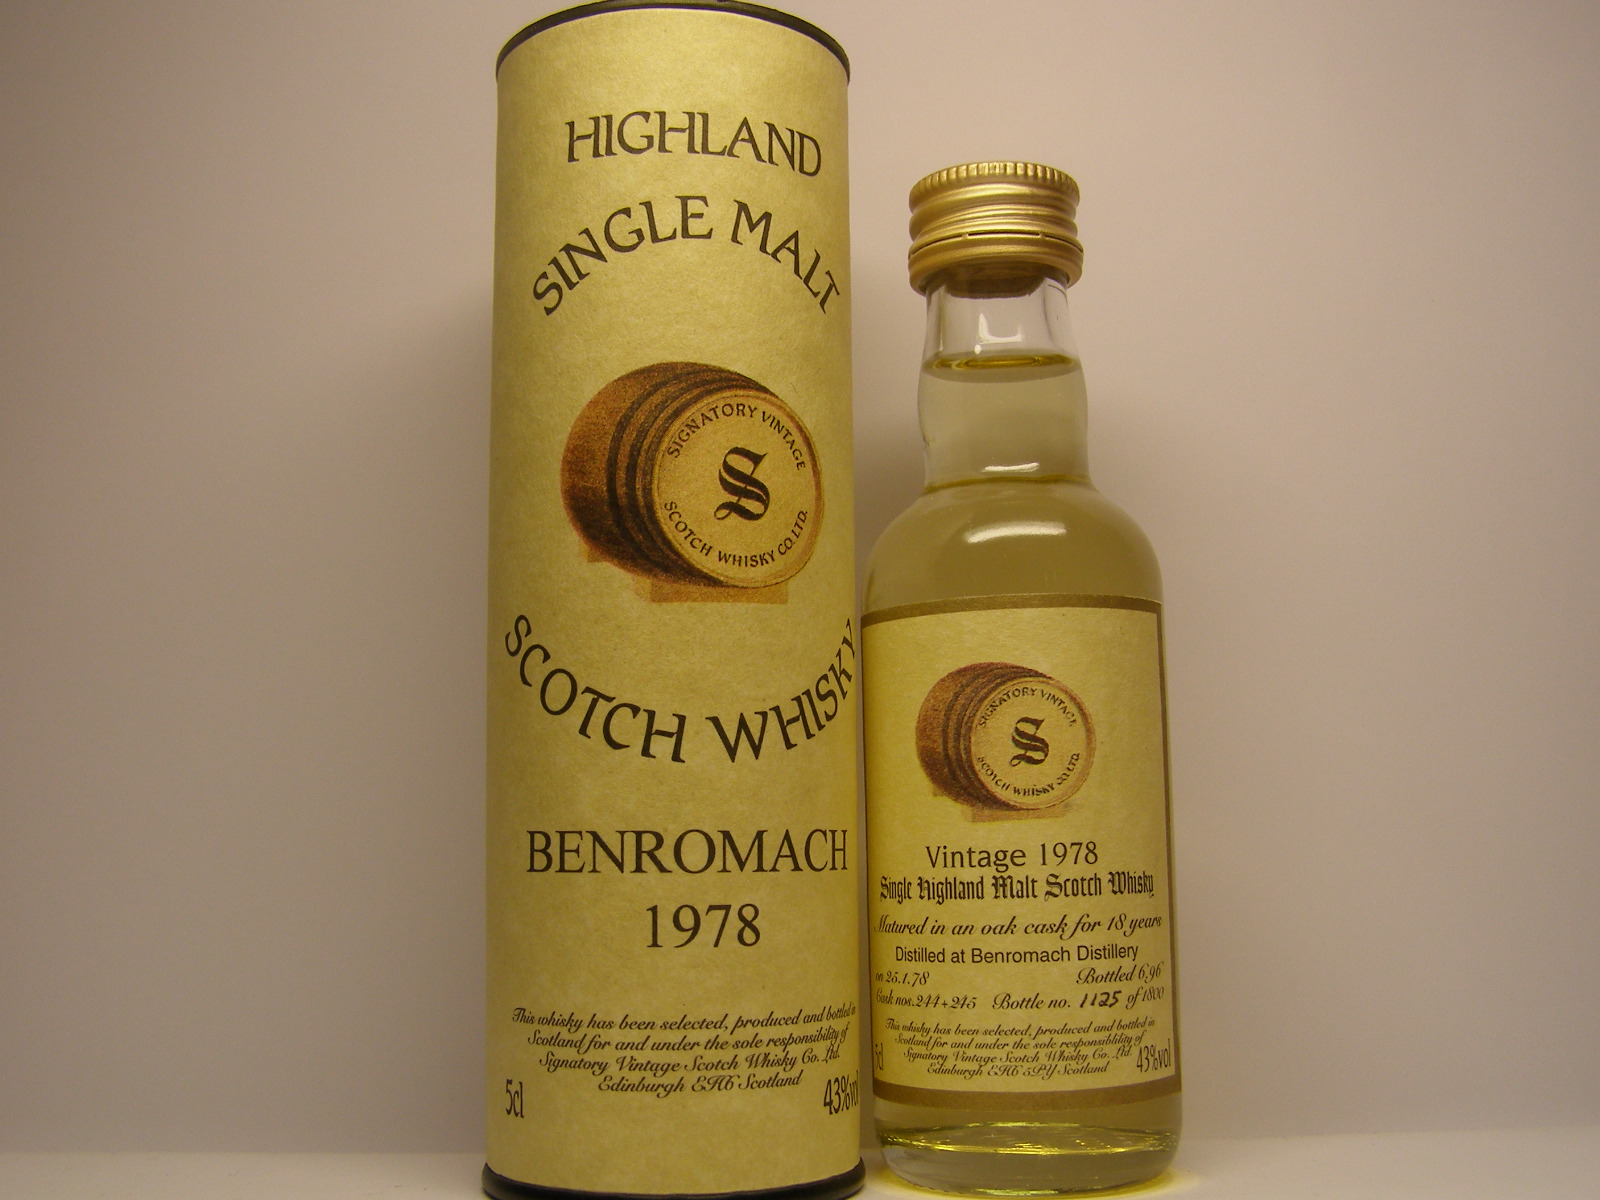 HIGHLAND
SINGLE MALT
SIGNATORY VINTAGE
S
SCOTCH WHISKY CO. LTD.
SCOTCH WHISKY
BENROMACH
1978
This whisky has been selected, produced and bottled in
Scotland for and under the sole responsibility of
Signatory Vintage Scotch Whisky Co. Ltd.
Edinburgh EH6 Scotland
5cl
43%vol
SIGNATORY VINTAGE
S
SCOTCH WHISKY CO. LTD.
Vintage 1978
Single Highland Malt Scotch Whisky
Matured in an oak cask for 18 years
Distilled at Benromach Distillery
on 25.1.78 Bottled 6.96
Cask nos. 244+245 Bottle no. 1125 of 1800
This whisky has been selected, produced and bottled in
Scotland for and under the sole responsiblility of
Signatory Vintage Scotch Whisky Co. Ltd.
Edinburgh EH6 5PY Scotland
5cl
43%vol